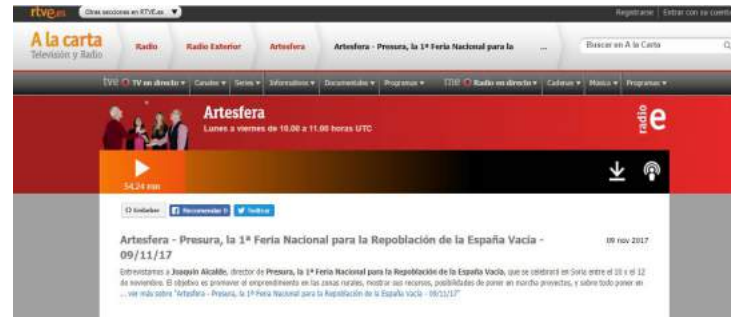 rtve.es Otras secciones en RTVE.es Registrarse Entrar con su cuenta
A la carta
Televisión y Radio
Radio Radio Exterior Artesfera Artesfera - Presura, la 1ª Feria Nacional para la ... Buscar en A la Carta
tve TV en directo Canales Series Informativos Documentales Programas rne Radio en directo Cadenas Música Programas
Artesfera
Lunes a viernes de 10.00 a 11.00 horas UTC
radio e
54.24 min
Embeber Recomendar 0 Twittear
Artesfera - Presura, la 1ª Feria Nacional para la Repoblación de la España Vacía -
09/11/17
09 nov 2017
Entrevistamos a Joaquín Alcalde, director de Presura, la 1ª Feria Nacional para la Repoblación de la España Vacía, que se celebrará en Soria entre el 10 y el 12
de noviembre. El objetivo es promover el emprendimiento en las zonas rurales, mostrar sus recursos, posibilidades de poner en marcha proyectos, y sobre todo poner en
... ver más sobre "Artesfera - Presura, la 1ª Feria Nacional para la Repoblación de la España Vacía - 09/11/17"